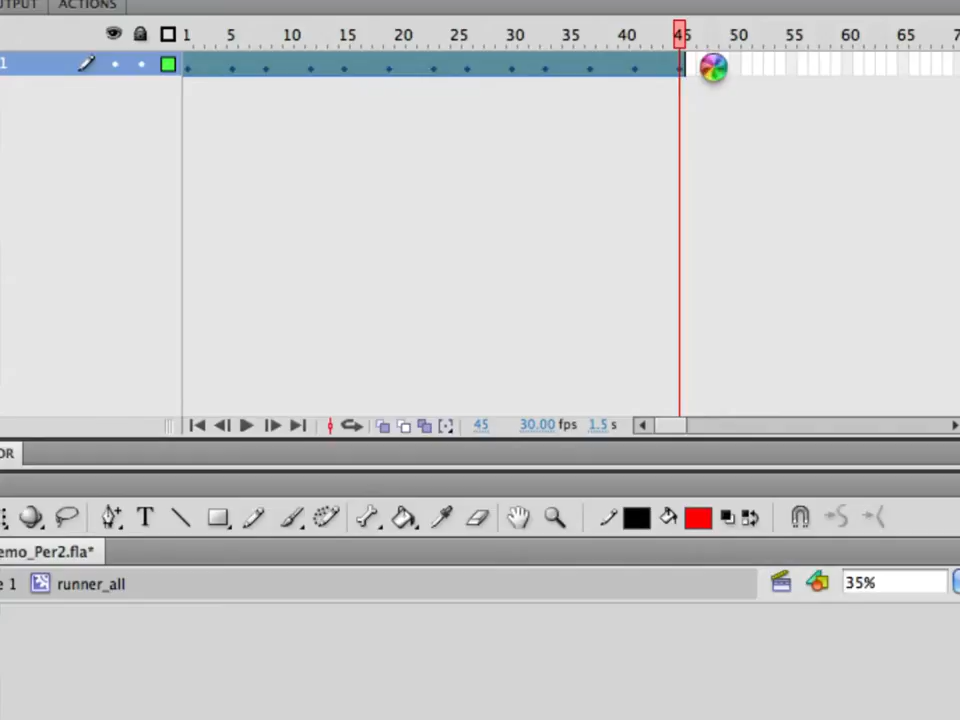 OUTPUT ACTIONS
1 5 10 15 20 25 30 35 40 45 50 55 60 65 7
1
45 30.00 fps 1.5 s
OR
T
emo_Per2.fla*
e 1 runner_all 35%